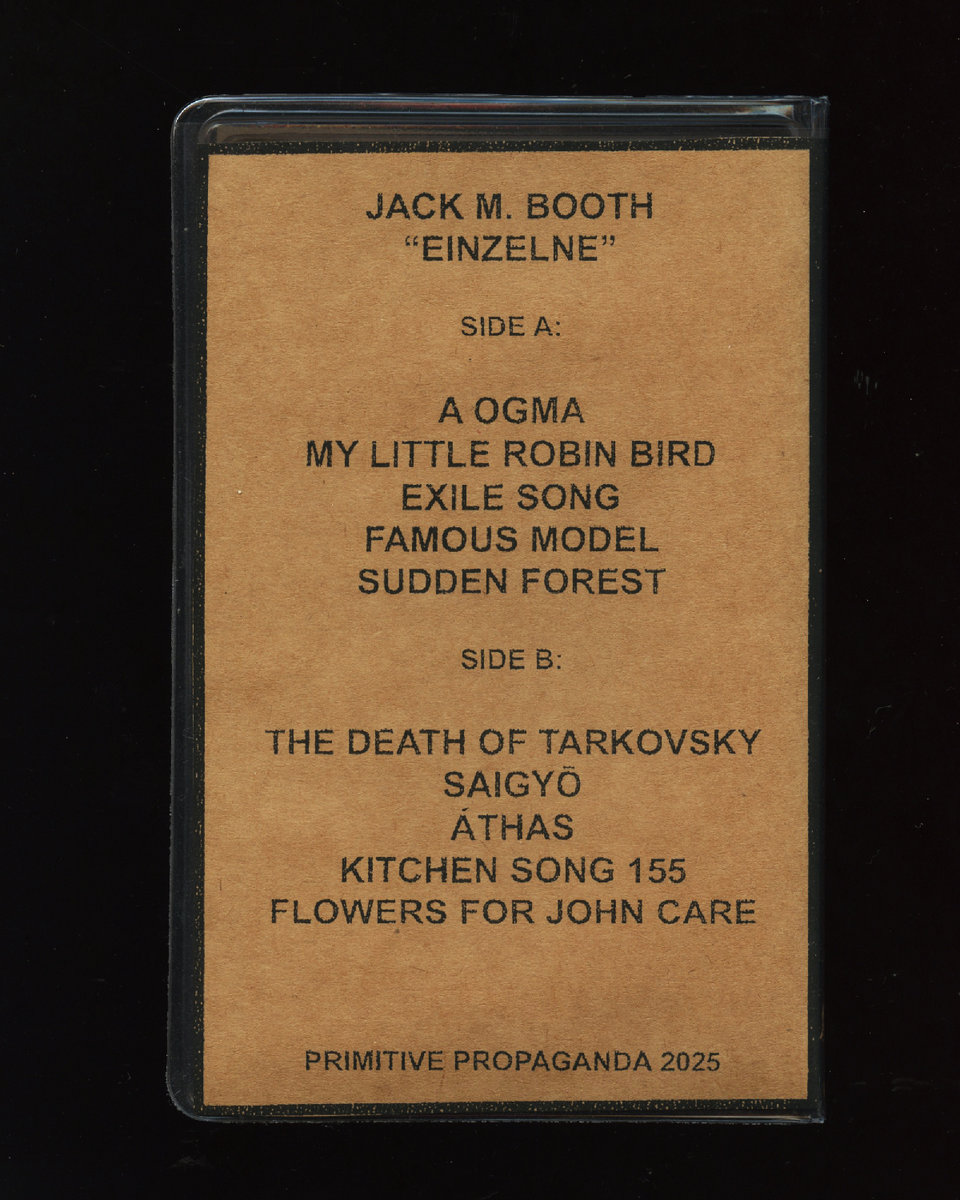 JACK M. BOOTH
“EINZELNE”
SIDE A:
A OGMA
MY LITTLE ROBIN BIRD
EXILE SONG
FAMOUS MODEL
SUDDEN FOREST
SIDE B:
THE DEATH OF TARKOVSKY
SAIGYŌ
ÁTHAS
KITCHEN SONG 155
FLOWERS FOR JOHN CARE
PRIMITIVE PROPAGANDA 2025